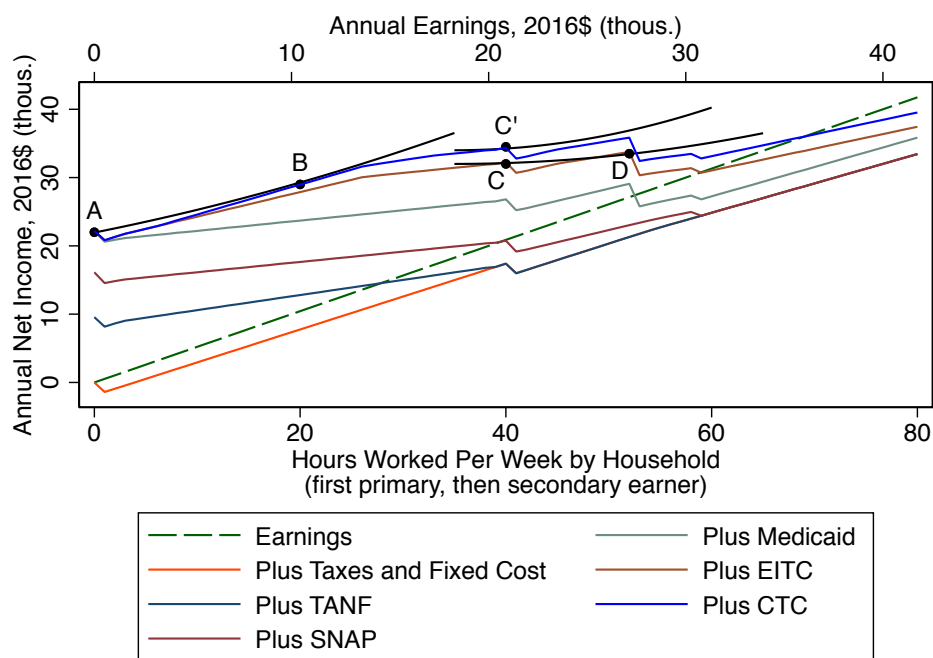 Annual Earnings, 2016$ (thous.)
0 10 20 30 40
Annual Net Income, 2016$ (thous.)
40
30
20
10
0
A
B
C'
C
D
0 20 40 60 80
Hours Worked Per Week by Household
(first primary, then secondary earner)
Earnings
Plus Taxes and Fixed Cost
Plus TANF
Plus SNAP
Plus Medicaid
Plus EITC
Plus CTC